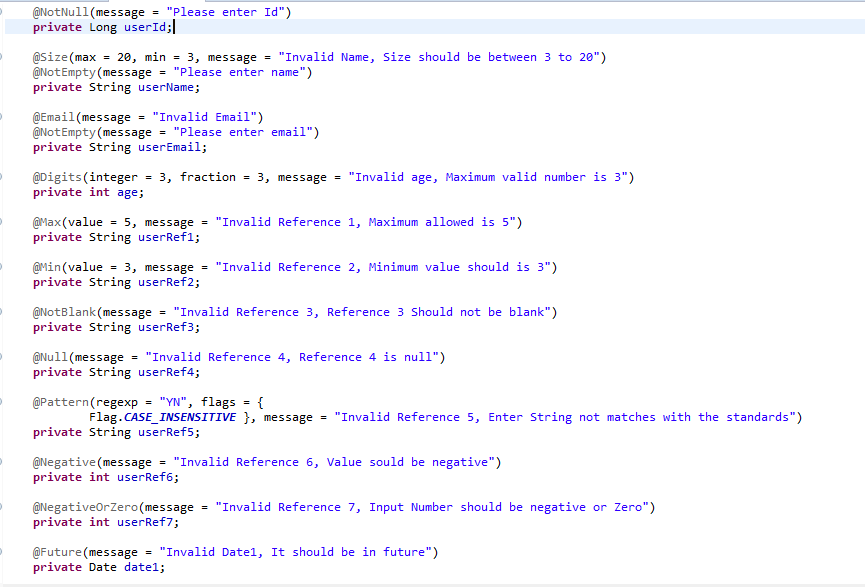 @NotNull(message = "Please enter Id")
private Long userId;
@Size(max = 20, min = 3, message = "Invalid Name, Size should be between 3 to 20")
@NotEmpty(message = "Please enter name")
private String userName;
@Email(message = "Invalid Email")
@NotEmpty(message = "Please enter email")
private String userEmail;
@Digits(integer = 3, fraction = 3, message = "Invalid age, Maximum valid number is 3")
private int age;
@Max(value = 5, message = "Invalid Reference 1, Maximum allowed is 5")
private String userRef1;
@Min(value = 3, message = "Invalid Reference 2, Minimum value should is 3")
private String userRef2;
@NotBlank(message = "Invalid Reference 3, Reference 3 Should not be blank")
private String userRef3;
@Null(message = "Invalid Reference 4, Reference 4 is null")
private String userRef4;
@Pattern(regexp = "YN", flags = {
Flag.CASE_INSENSITIVE }, message = "Invalid Reference 5, Enter String not matches with the standards")
private String userRef5;
@Negative(message = "Invalid Reference 6, Value sould be negative")
private int userRef6;
@NegativeOrZero(message = "Invalid Reference 7, Input Number should be negative or Zero")
private int userRef7;
@Future(message = "Invalid Date1, It should be in future")
private Date date1;